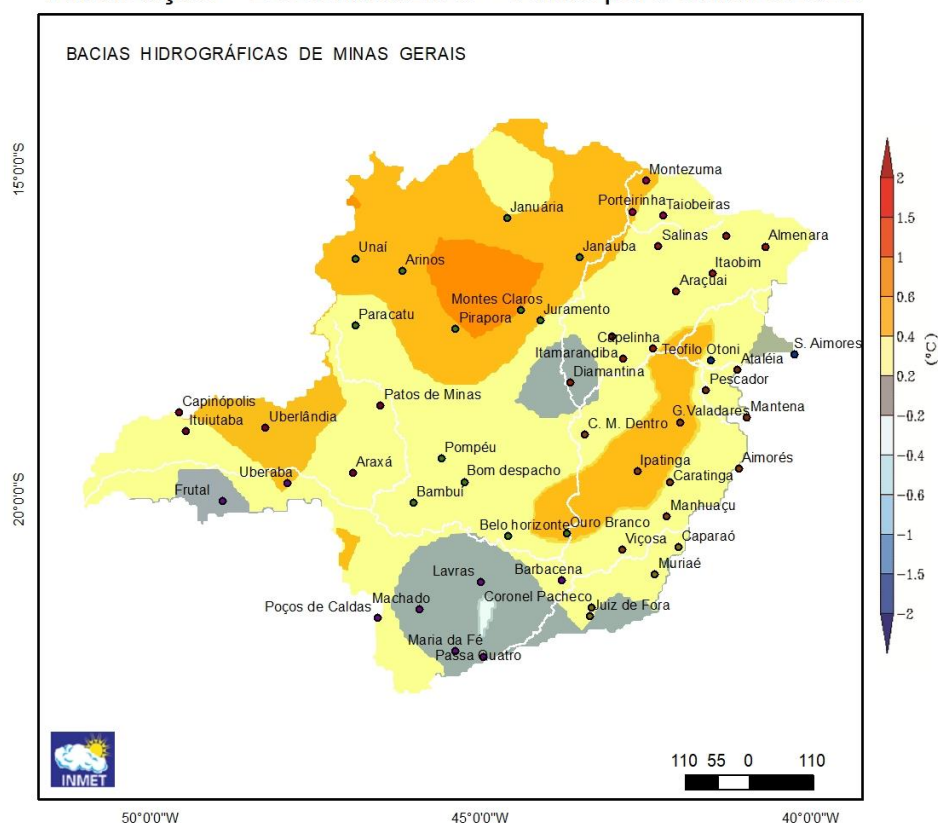 BACIAS HIDROGRÁFICAS DE MINAS GERAIS
15°0'0"S
Montezuma
Porteirinha
Taiobeiras
Januária
Salinas
Almenara
Unaí
Arinos
Janauba
Itaobim
Araçuai
Montes Claros
Juramento
Paracatu
Pirapora
Capelinha
Teofilo Otoni
S. Aimores
Itamarandiba
Ataléia
Diamantina
Pescador
Patos de Minas
Capinópolis
Ituiutaba
Uberlândia
G.Valadares
Mantena
C. M. Dentro
Pompéu
Araxá
Ipatinga
Aimorés
Uberaba
Bom despacho
Caratinga
20°0'0"S
Frutal
Bambuí
Manhuaçu
Belo horizonte
Ouro Branco
Viçosa
Caparaó
Lavras
Barbacena
Muriaé
Machado
Coronel Pacheco
Poços de Caldas
Juiz de Fora
Maria da Fé
Passa Quatro
2
1.5
1
0.6
0.4
0.2
-0.2
-0.4
-0.6
-1
-1.5
-2
(°C)
INMET
110 55 0 110
50°0'0"W 45°0'0"W 40°0'0"W